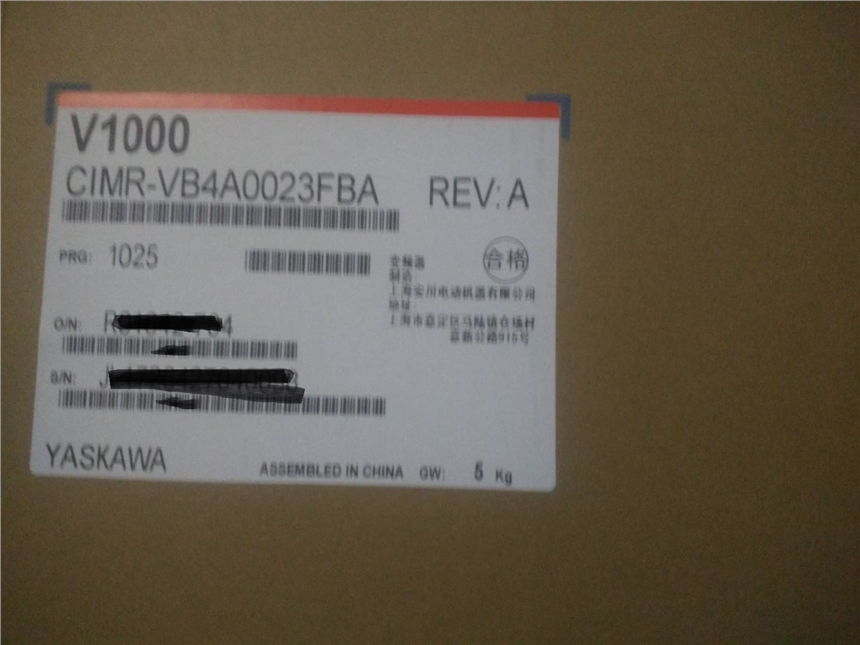 V1000
CIMR-VB4A0023FBA REV: A
PRG: 1025
合格
变频器
制造:
上海安川电动机器有限公司
地址:
上海市嘉定区马陆镇仓场村
嘉新公路915号
O/N:
S/N:
YASKAWA ASSEMBLED IN CHINA GW: 5 Kg